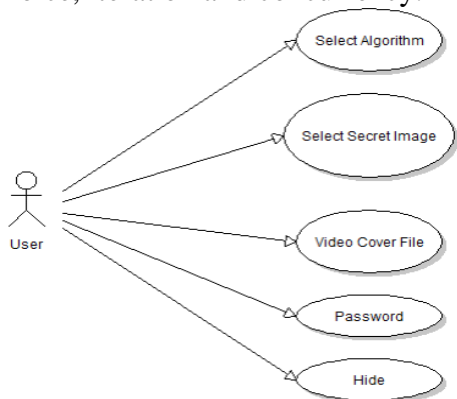 Select Algorithm
Select Secret Image
User
Video Cover File
Password
Hide